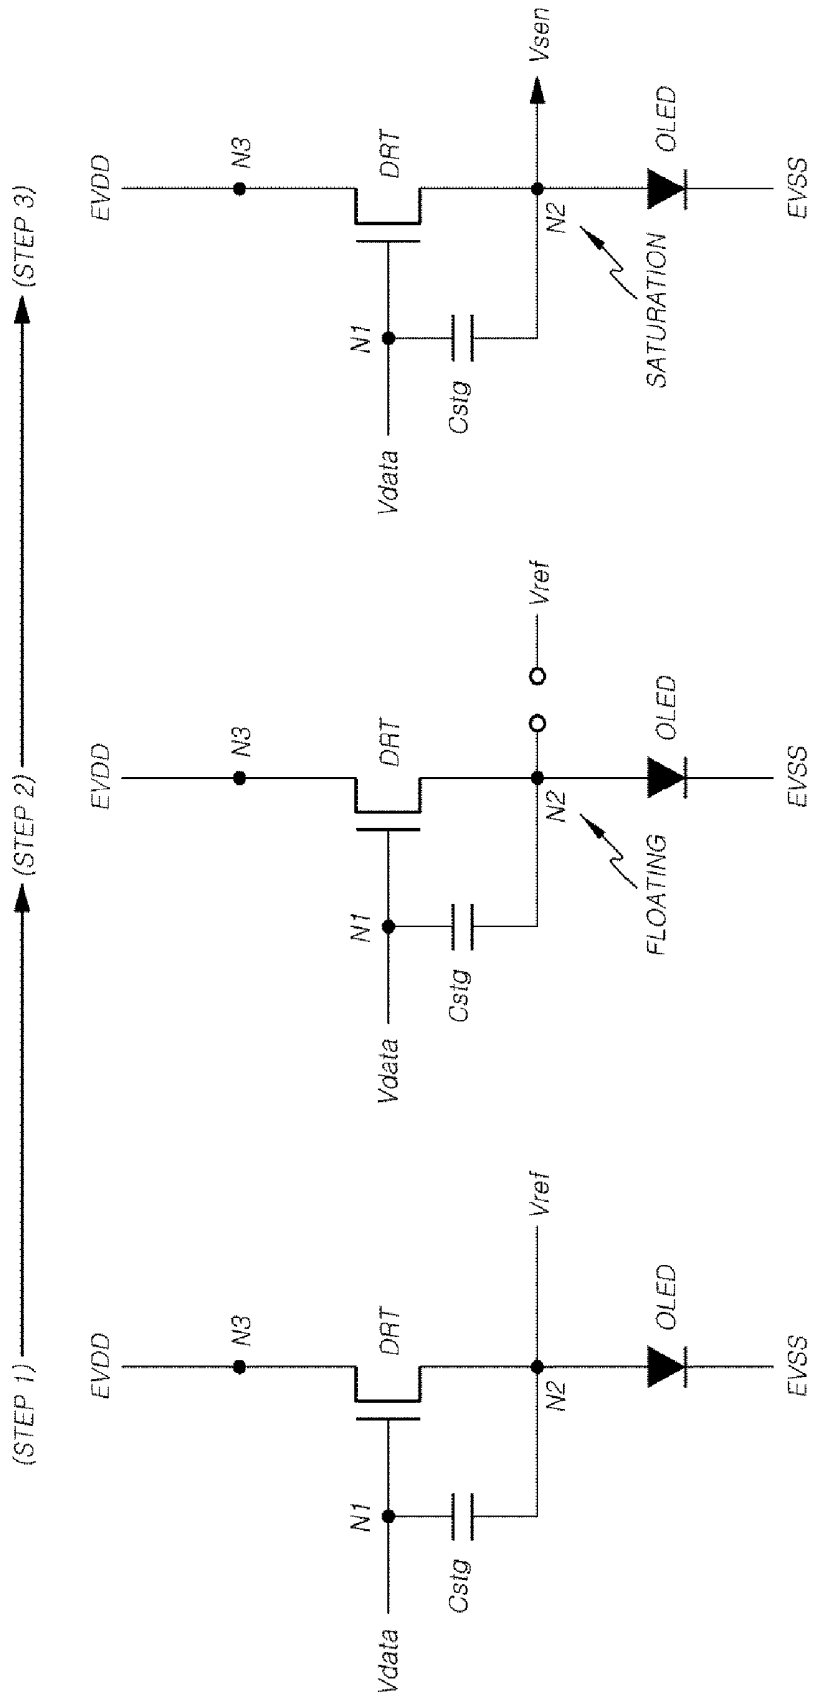 (STEP 1)
(STEP 2)
(STEP 3)
EVDD
N3
DRT
N1
Vdata
Cstg
Vref
N2
OLED
EVSS
EVDD
N3
DRT
N1
Vdata
Cstg
Vref
N2
FLOATING
OLED
EVSS
EVDD
N3
DRT
N1
Vdata
Cstg
Vsen
N2
SATURATION
OLED
EVSS